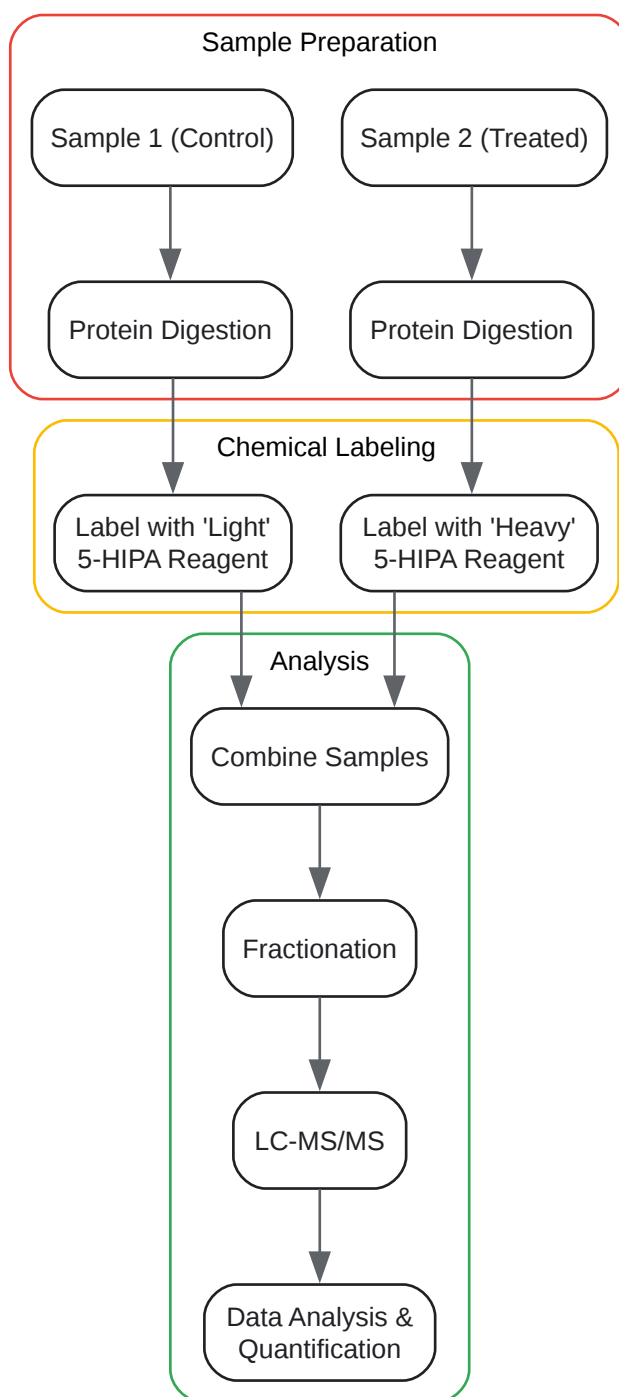 Sample Preparation
Sample 1 (Control)
Sample 2 (Treated)
Protein Digestion
Protein Digestion
Chemical Labeling
Label with 'Light'
5-HIPA Reagent
Label with 'Heavy'
5-HIPA Reagent
Analysis
Combine Samples
Fractionation
LC-MS/MS
Data Analysis &
Quantification